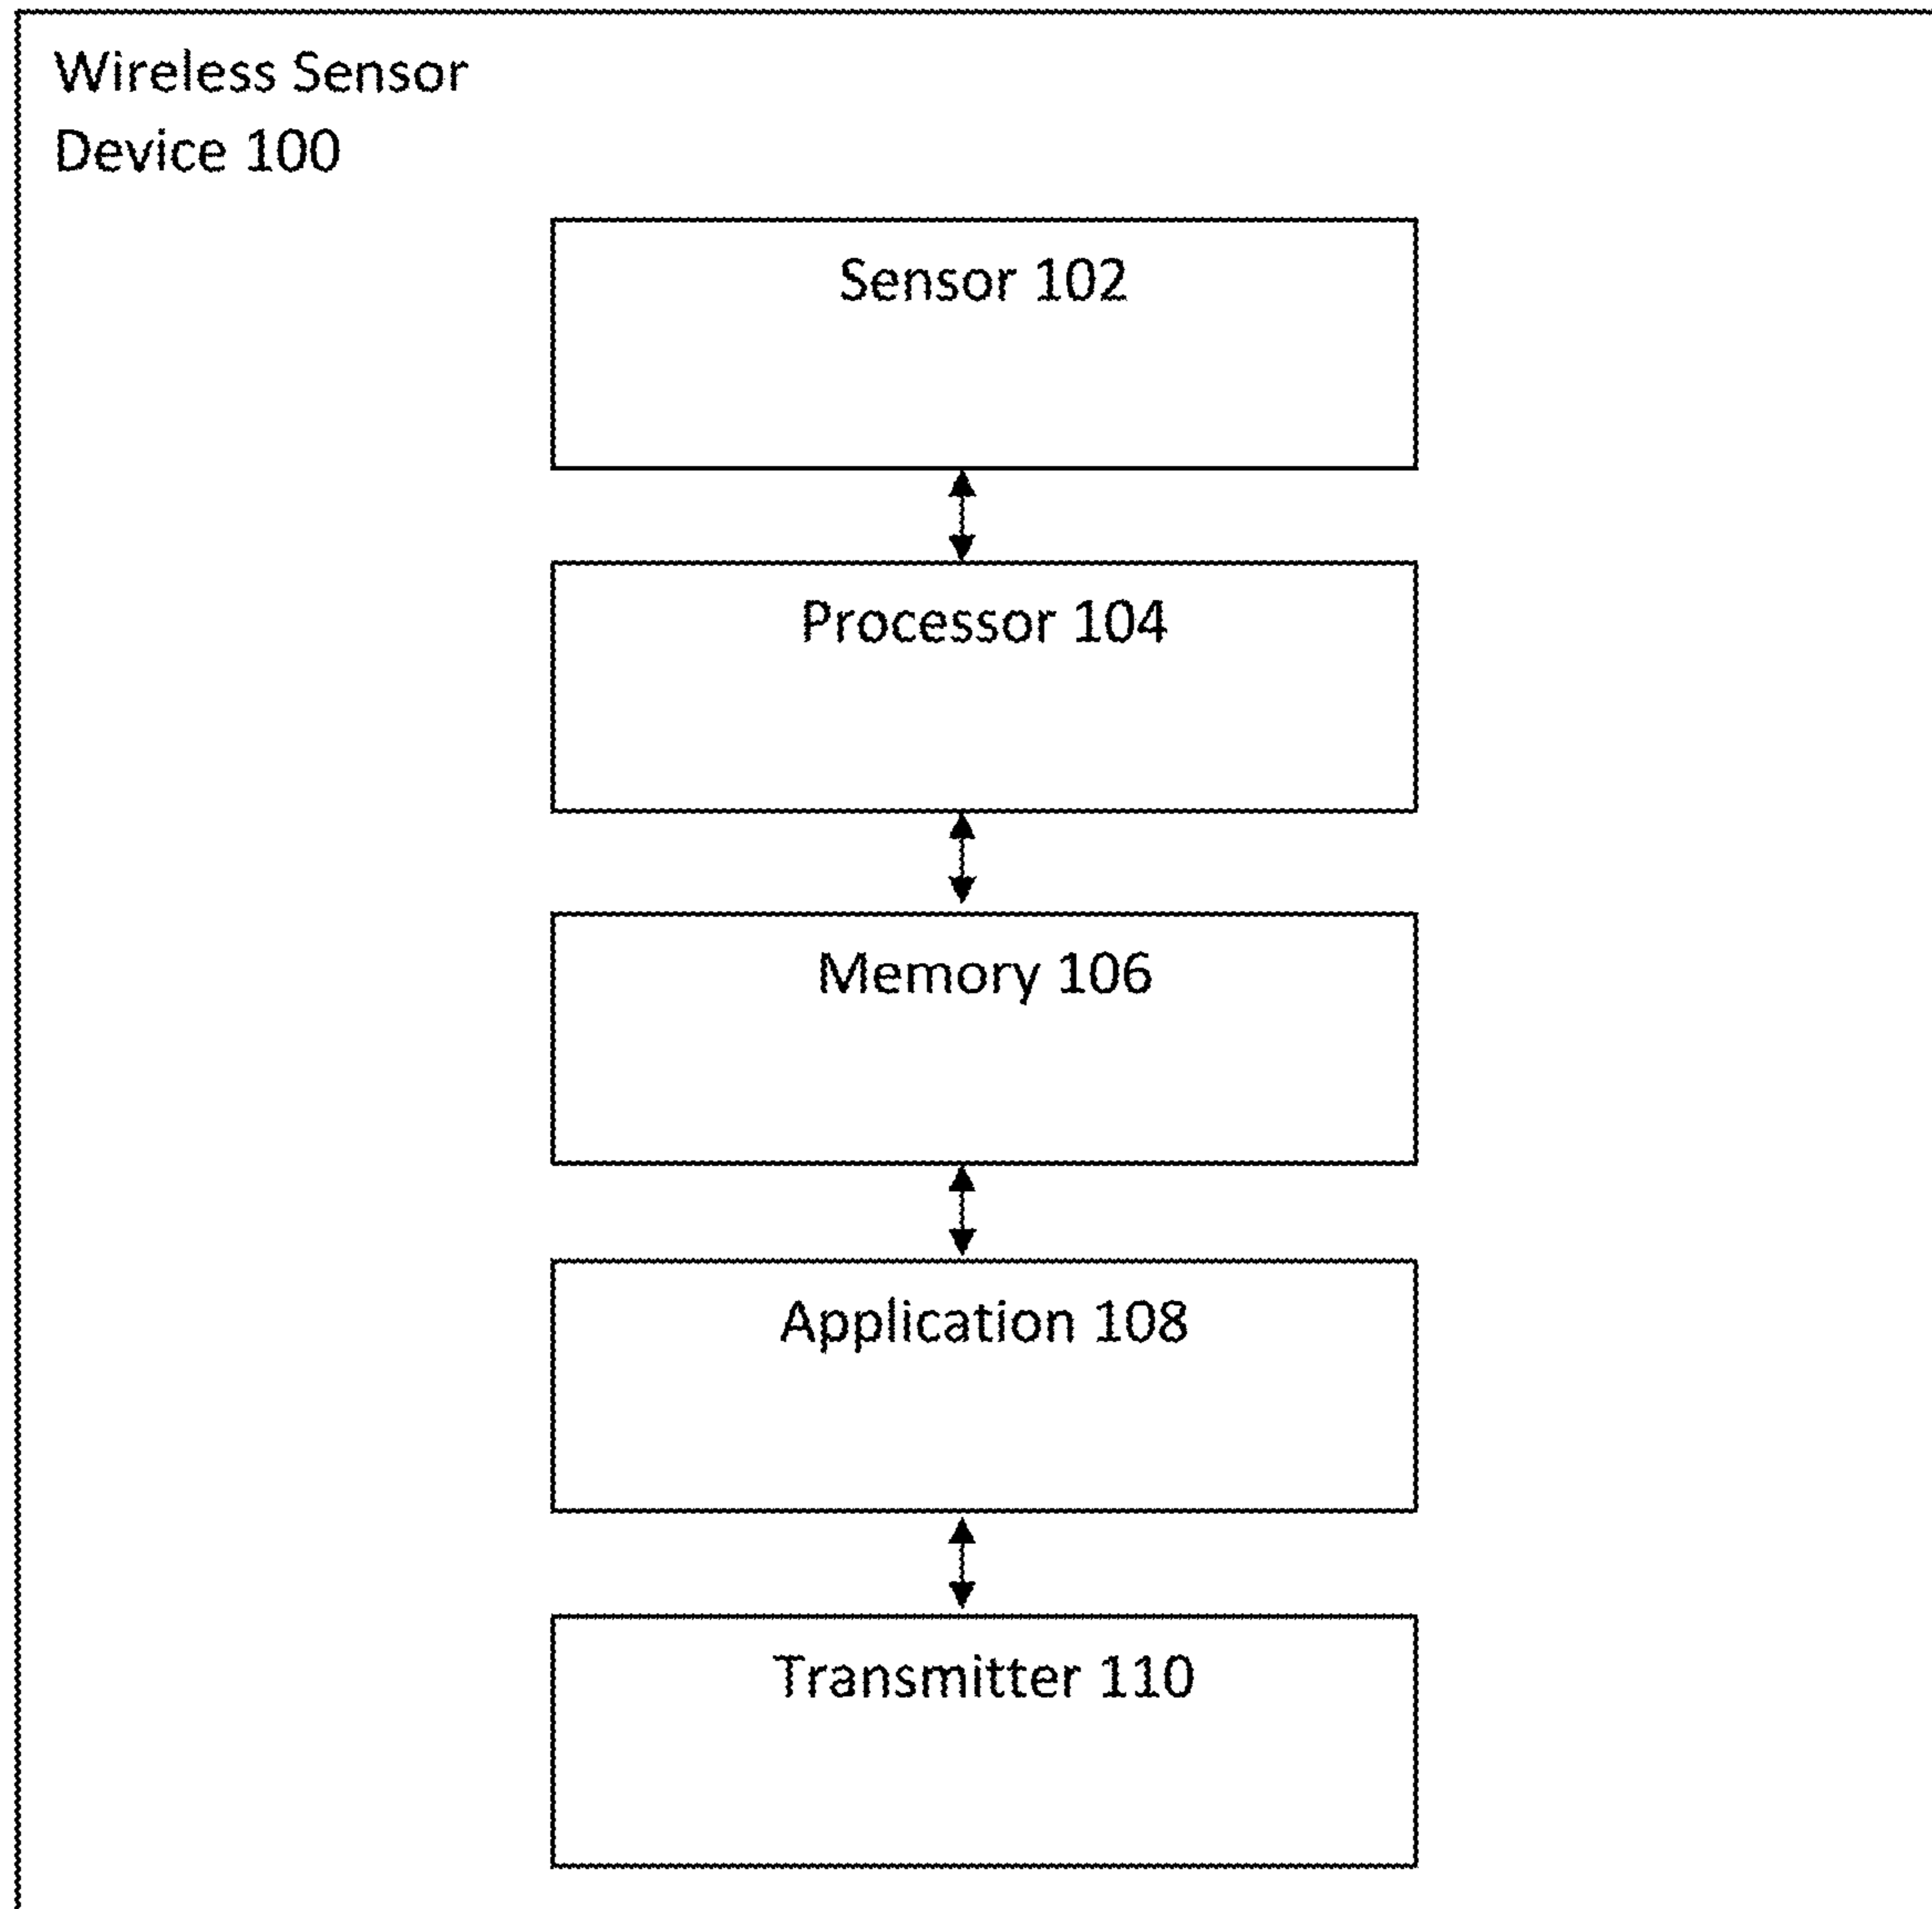 Wireless Sensor
Device 100
Sensor 102
Processor 104
Memory 106
Application 108
Transmitter 110